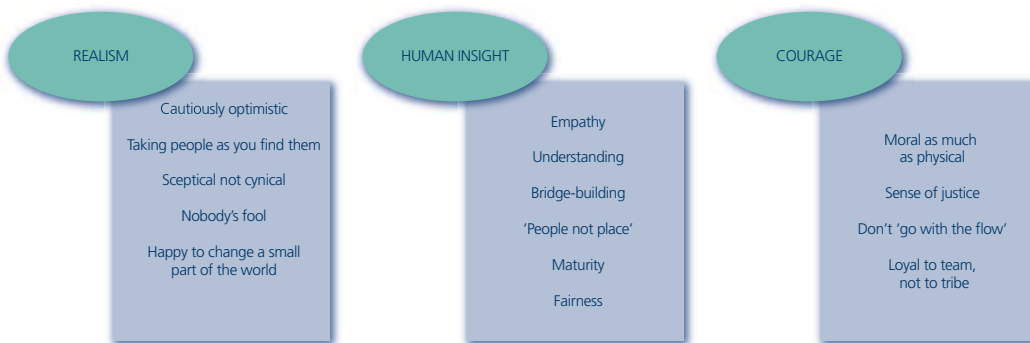 REALISM
Cautiously optimistic
Taking people as you find them
Sceptical not cynical
Nobody's fool
Happy to change a small
part of the world
HUMAN INSIGHT
Empathy
Understanding
Bridge-building
'People not place'
Maturity
Fairness
COURAGE
Moral as much
as physical
Sense of justice
Don't 'go with the flow'
Loyal to team,
not to tribe